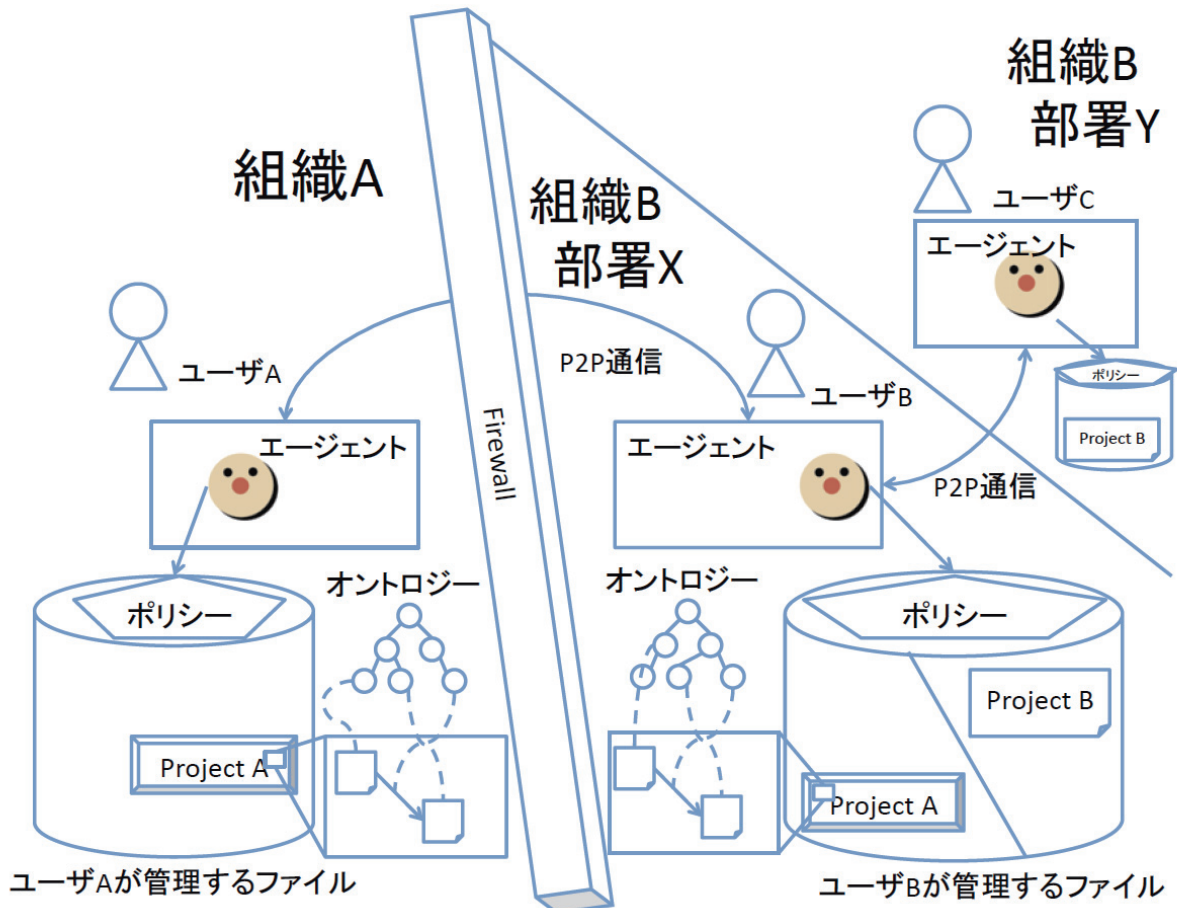 組織A
組織B
部署X
組織B
部署Y
ユーザC
エージェント
ポリシー
Project B
ユーザA
P2P通信
ユーザB
Firewall
エージェント
エージェント
P2P通信
ポリシー
オントロジー
Project A
オントロジー
ポリシー
Project B
Project A
ユーザAが管理するファイル
ユーザBが管理するファイル